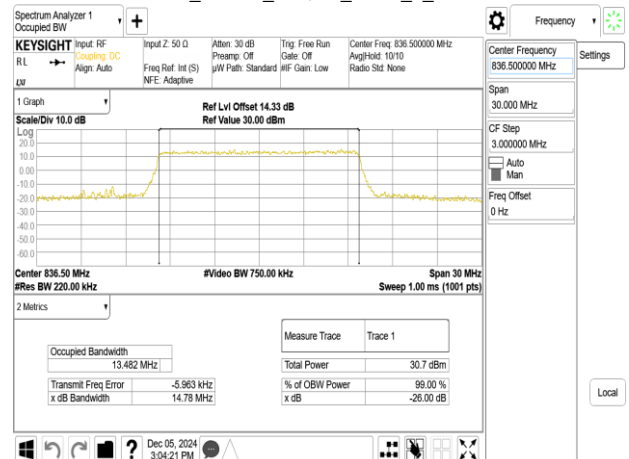 Spectrum Analyzer 1
Occupied BW
Frequency
KEYSIGHT
RL
LXI
Input: RF
Coupling: DC
Align: Auto
Input Z: 50 Ω
Freq Ref: Int (S)
NFE: Adaptive
Atten: 30 dB
Preamp: Off
µW Path: Standard
Trig: Free Run
Gate: Off
#IF Gain: Low
Center Freq: 836.500000 MHz
Avg|Hold: 10/10
Radio Std: None
Center Frequency
836.500000 MHz
Settings
Span
30.000 MHz
CF Step
3.000000 MHz
Auto
Man
Freq Offset
0 Hz
Local
1 Graph
Scale/Div 10.0 dB
Ref Lvl Offset 14.33 dB
Ref Value 30.00 dBm
Log
20.0
10.0
0.00
-10.0
-20.0
-30.0
-40.0
-50.0
-60.0
Center 836.50 MHz
#Video BW 750.00 kHz
Span 30 MHz
#Res BW 220.00 kHz
Sweep 1.00 ms (1001 pts)
2 Metrics
Measure Trace Trace 1
Occupied Bandwidth
13.482 MHz
Total Power 30.7 dBm
Transmit Freq Error -5.963 kHz
% of OBW Power 99.00 %
x dB Bandwidth 14.78 MHz
x dB -26.00 dB
?
Dec 05, 2024
3:04:21 PM